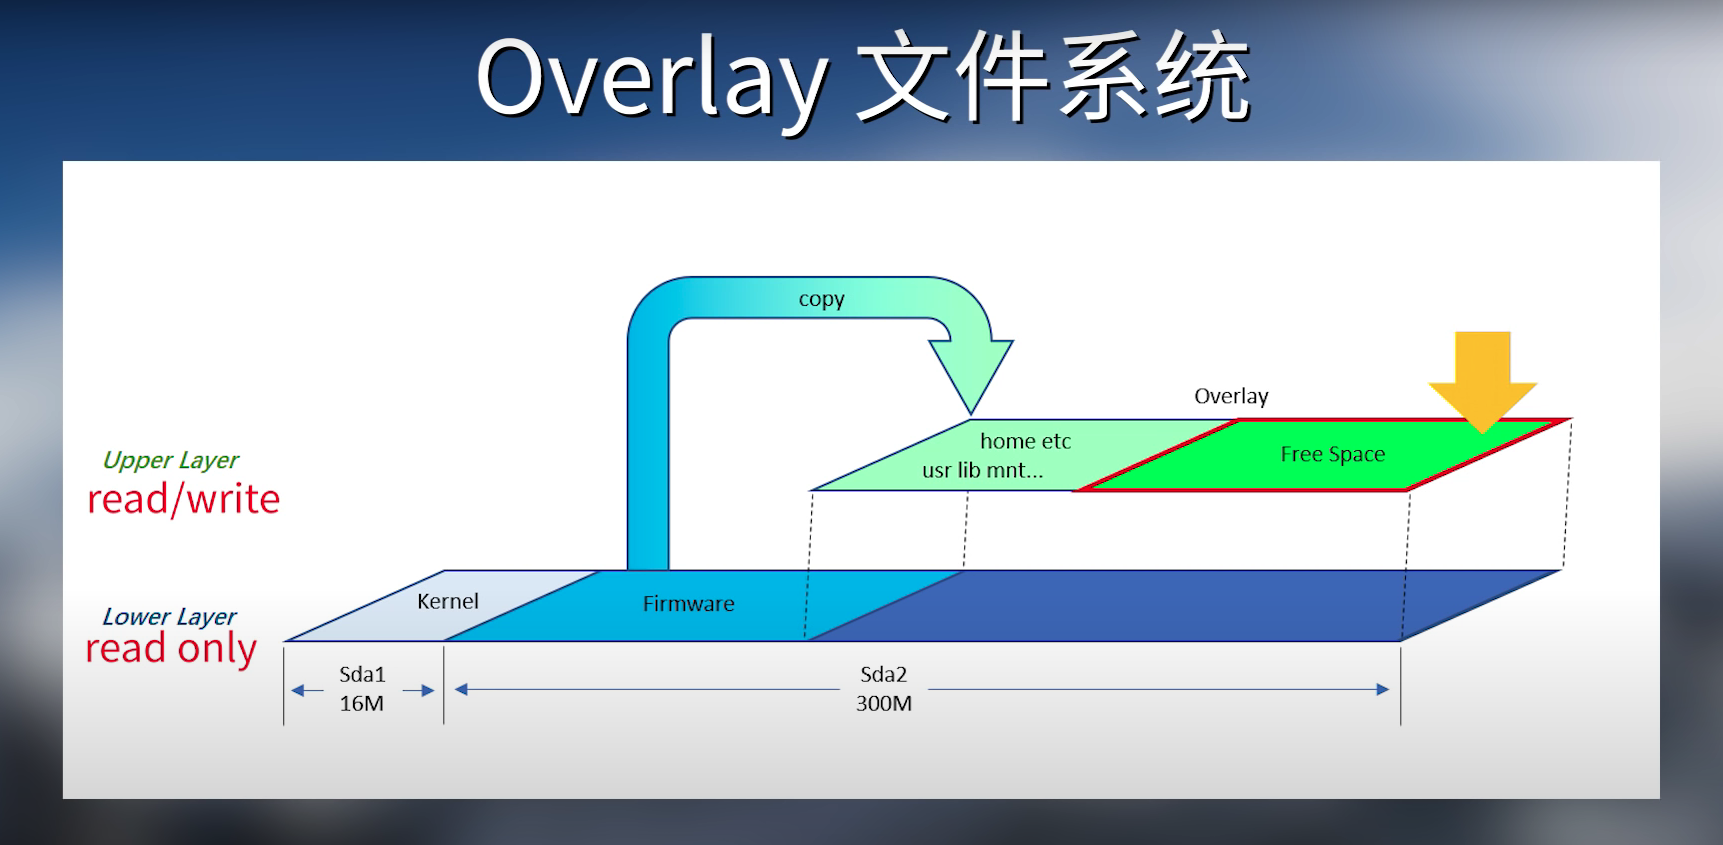 Overlay 文件系统
copy
Overlay
home etc
usr lib mnt...
Free Space
Upper Layer
read/write
Kernel
Firmware
Lower Layer
read only
Sda1
16M
Sda2
300M